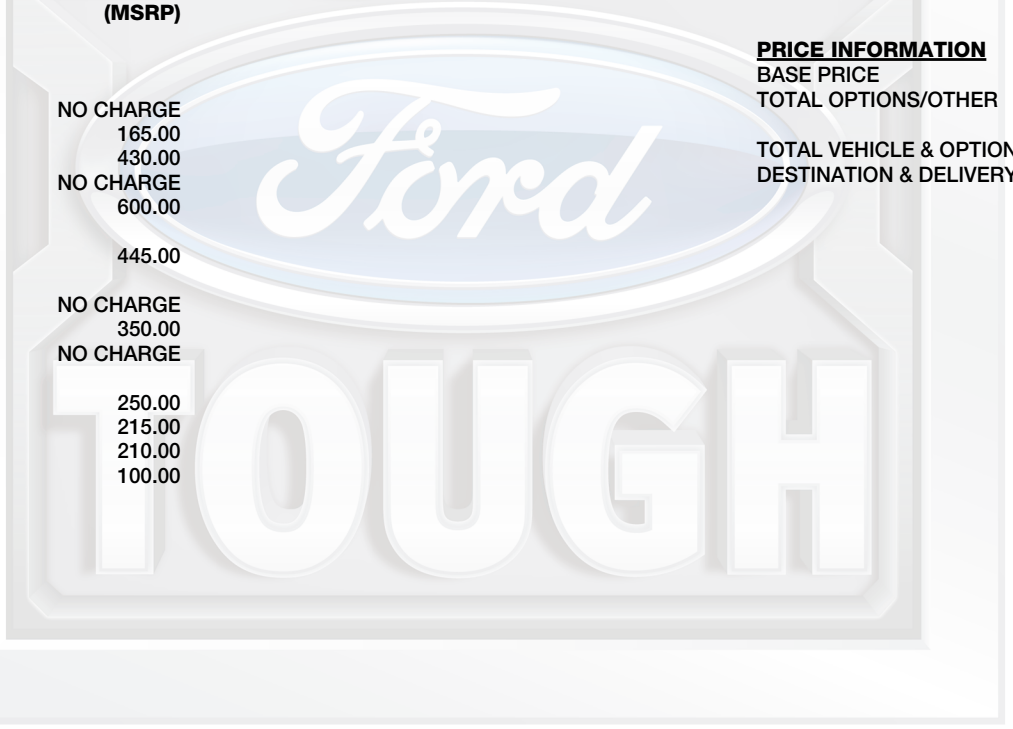 (MSRP)
NO CHARGE
165.00
430.00
NO CHARGE
600.00
445.00
NO CHARGE
350.00
NO CHARGE
250.00
215.00
210.00
100.00
PRICE INFORMATION
BASE PRICE
TOTAL OPTIONS/OTHER
TOTAL VEHICLE & OPTION
DESTINATION & DELIVERY
Ford
TOUGH